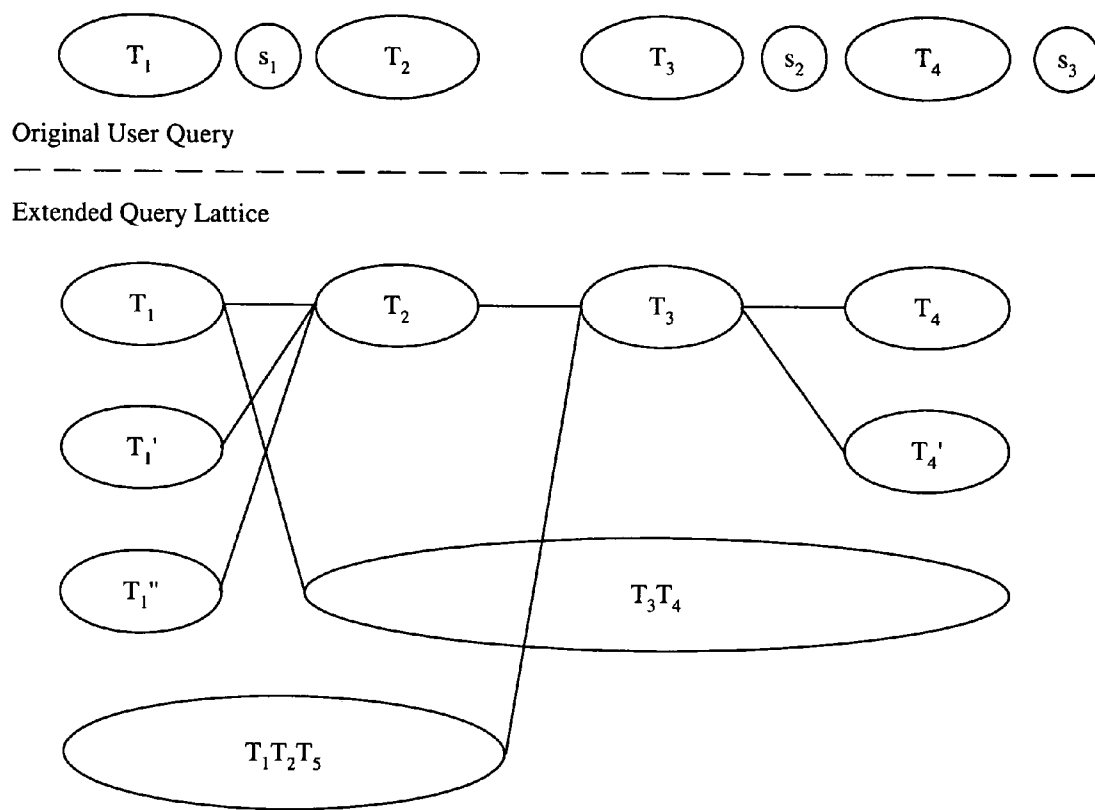 T₁ s₁ T₂ T₃ s₂ T₄ s₃
Original User Query
Extended Query Lattice
T₁ T₂ T₃ T₄
T₁' T₄'
T₁" T₃T₄
T₁T₂T₅